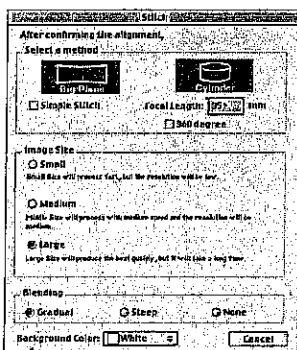 Stitch
After confirming the alignment,
Select a method
Big Plane
Cylinder
Simple Stitch
Focal Length: 35 mm
360 degree
Image Size
Small
Small Size will process fast, but the resolution will be low.
Medium
Middle Size will process with medium speed and the resolution will be
medium.
Large
Large Size will produce the best quality, but it will take a long time.
Blending
Gradual
Steep
None
Background Color: White
Cancel